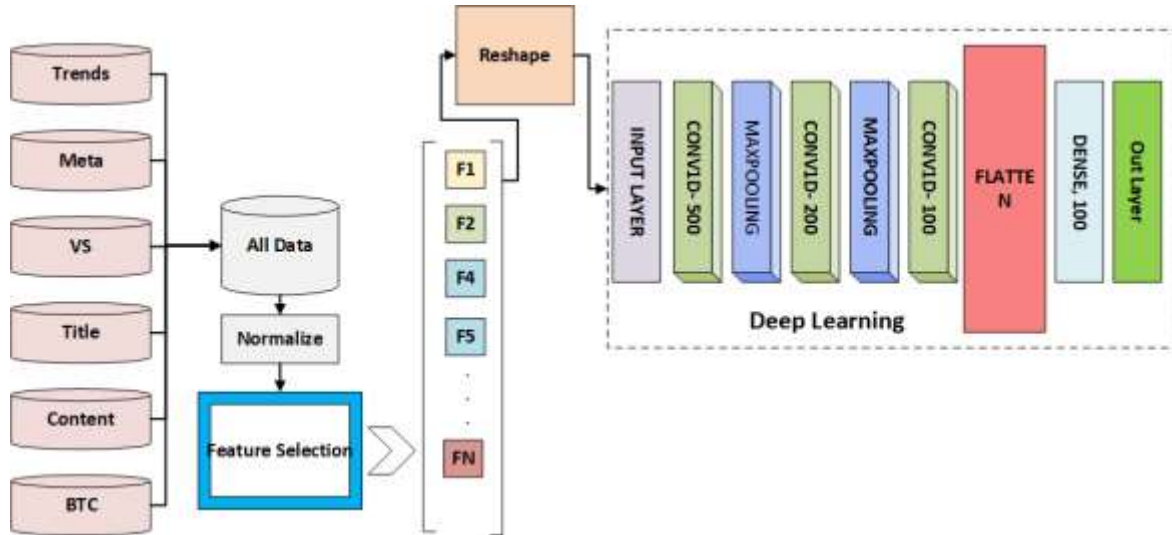 Trends
Meta
VS
Title
Content
BTC
All Data
Normalize
Feature Selection
F1
F2
F4
F5
.
.
.
.
FN
Reshape
INPUT LAYER
CONV1D- 500
MAXPOOLING
CONV1D- 200
MAXPOOLING
CONV1D- 100
FLATTE
N
DENSE, 100
Out Layer
Deep Learning